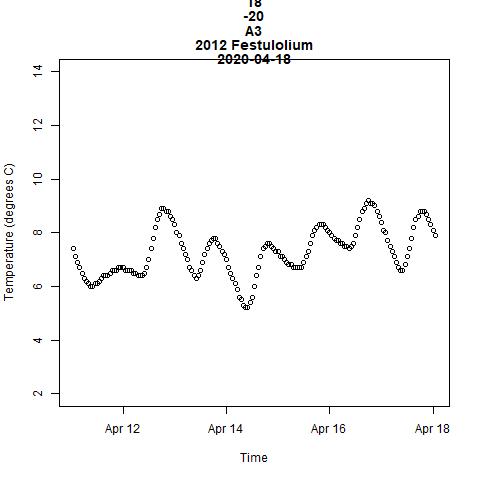 18
-20
A3
2012 Festulolium
2020-04-18
Temperature (degrees C)
14
12
10
8
6
4
2
Apr 12
Apr 14
Apr 16
Apr 18
Time